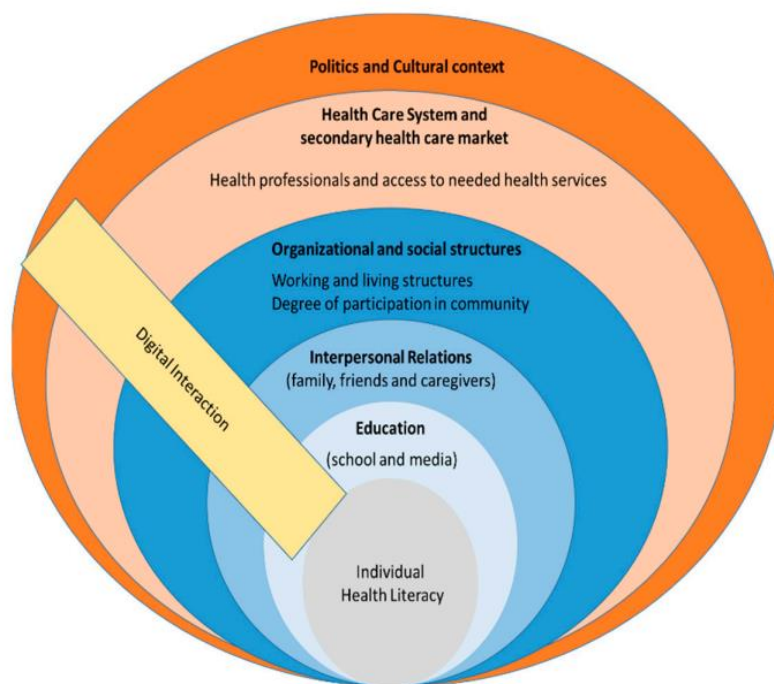 Politics and Cultural context
Health Care System and
secondary health care market
Health professionals and access to needed health services
Organizational and social structures
Working and living structures
Degree of participation in community
Digital Interaction
Interpersonal Relations
(family, friends and caregivers)
Education
(school and media)
Individual
Health Literacy